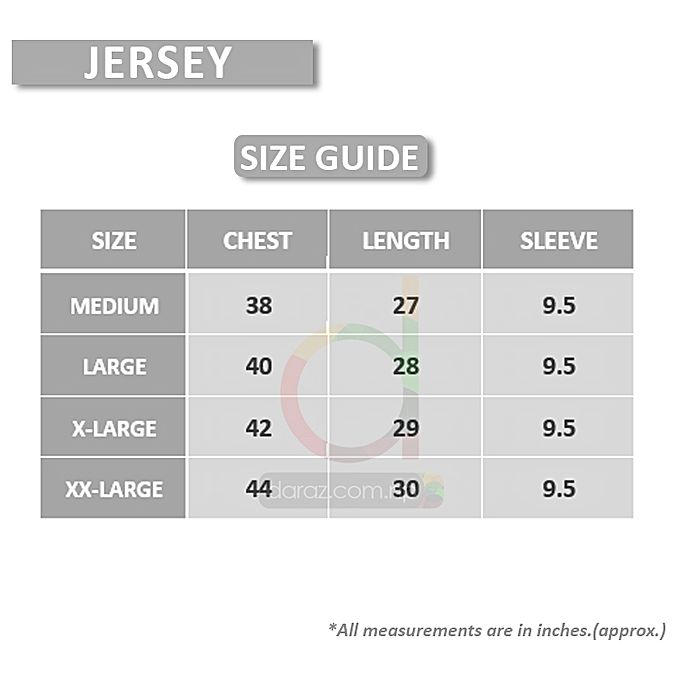 JERSEY
SIZE GUIDE
SIZE CHEST LENGTH SLEEVE
MEDIUM 38 27 9.5
LARGE 40 28 9.5
X-LARGE 42 29 9.5
XX-LARGE 44 30 9.5
daraz.com.np
*All measurements are in inches.(approx.)